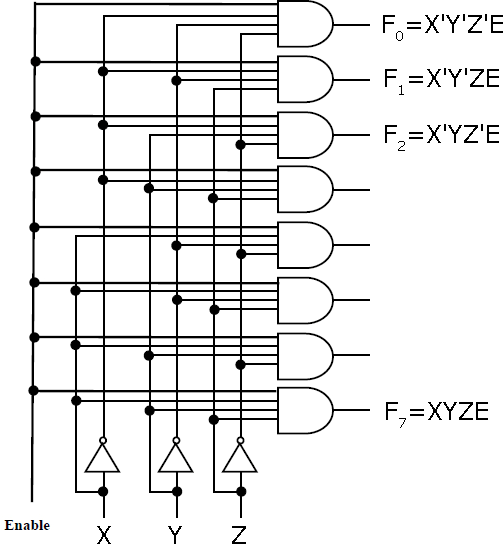 F₀=X'Y'Z'E
F₁=X'Y'ZE
F₂=X'YZ'E
F₇=XYZE
Enable X Y Z